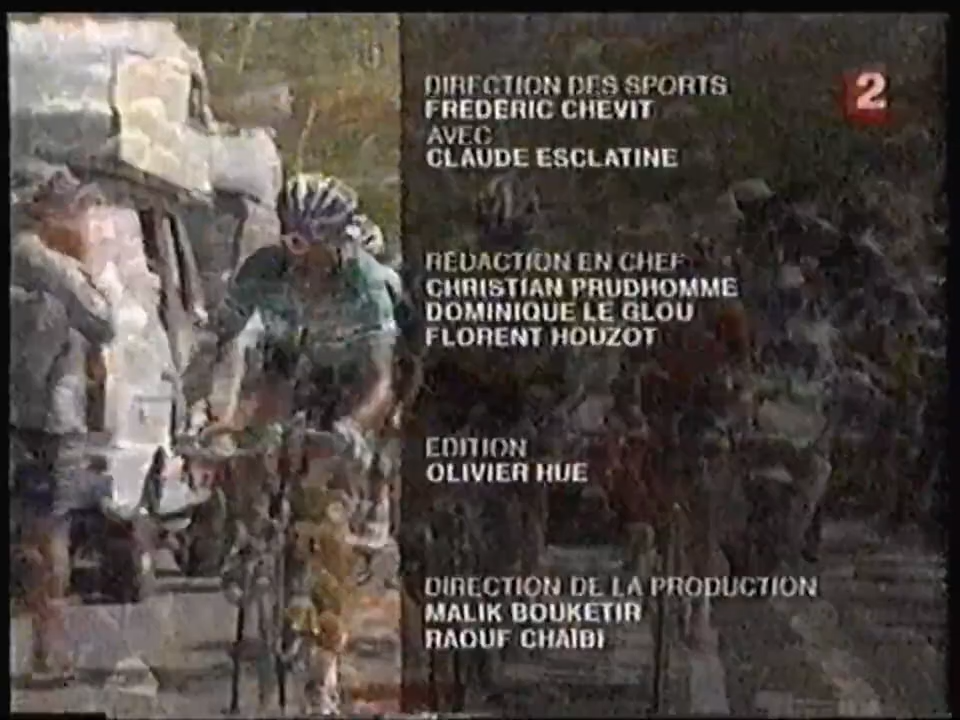 DIRECTION DES SPORTS
FREDERIC CHEVIT
AVEC
CLAUDE ESCLATINE
2
REDACTION EN CHEF
CHRISTIAN PRUDHOMME
DOMINIQUE LE GLOU
FLORENT HOUZOT
EDITION
OLIVIER HUE
DIRECTION DE LA PRODUCTION
MALIK BOUKETIR
RAOUF CHAIBI